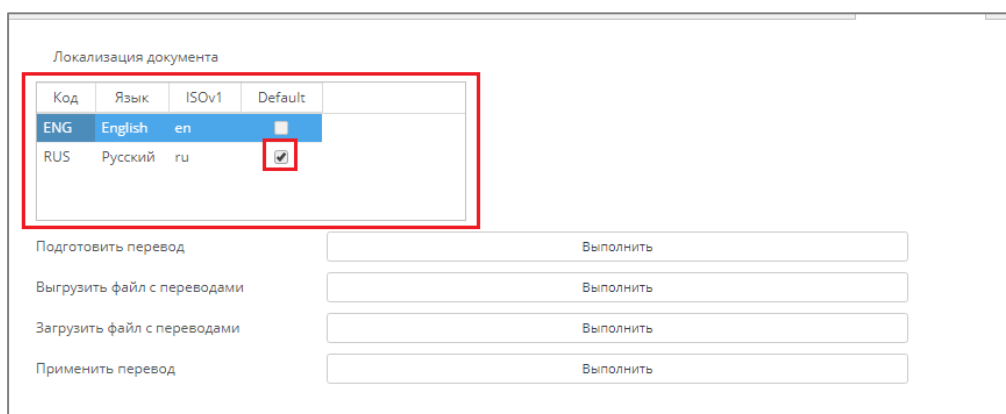 Локализация документа
Код Язык ISOv1 Default
ENG English en
RUS Русский ru
Подготовить перевод Выполнить
Выгрузить файл с переводами Выполнить
Загрузить файл с переводами Выполнить
Применить перевод Выполнить